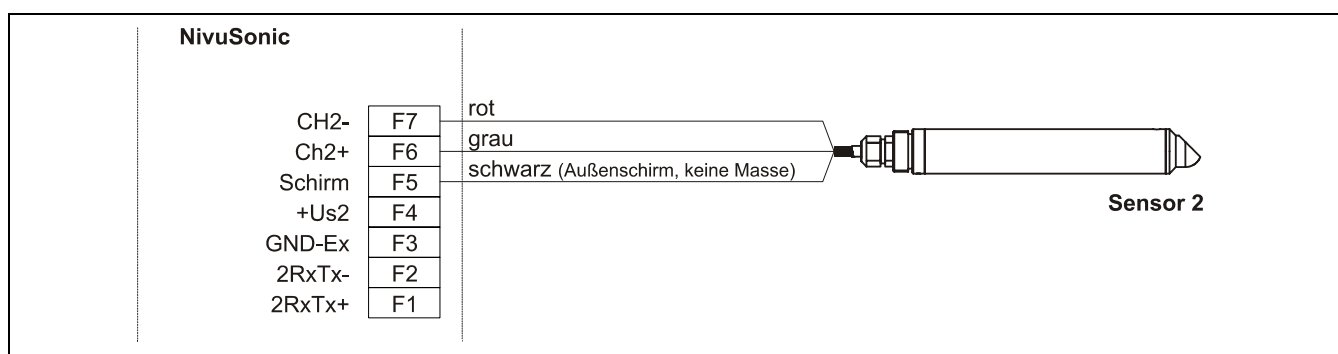 NivuSonic
CH2- F7 rot
Ch2+ F6 grau
Schirm F5 schwarz (Außenschirm, keine Masse)
+Us2 F4
GND-Ex F3
2RxTx- F2
2RxTx+ F1
Sensor 2